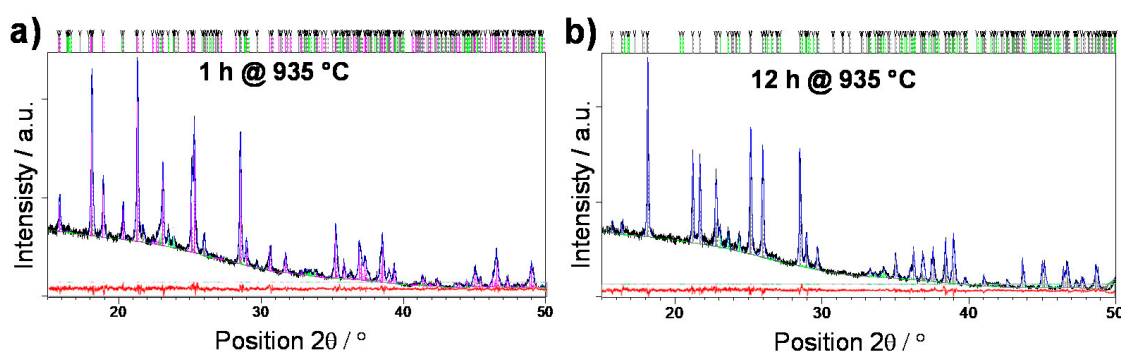 a)
1 h @ 935 °C
Intensisty / a.u.
20
30
40
50
Position 2θ / °
b)
12 h @ 935 °C
Intensisty / a.u.
20
30
40
50
Position 2θ / °